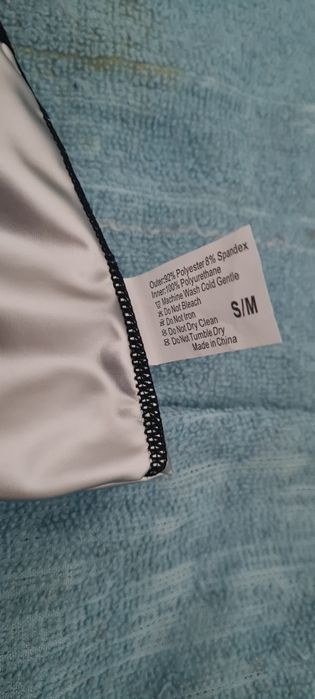 Outer:92% Polyester 8% Spandex
Inner:100% Polyurethane
Machine Wash Cold Gentle
Do Not Bleach
Do Not Iron
Do Not Dry Clean
Do Not Tumble Dry
Made in China
S/M